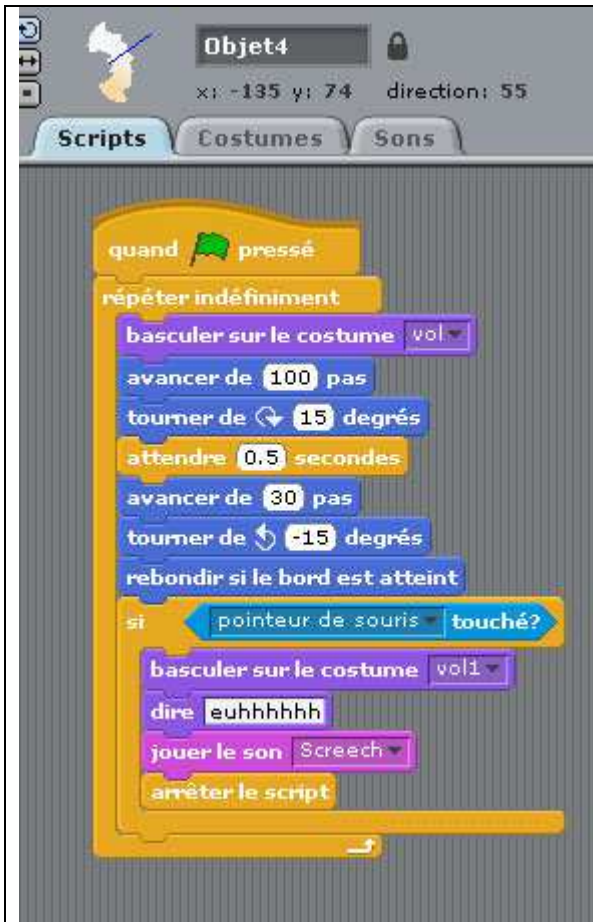 Objet4
x: -135 y: 74 direction: 55
Scripts Costumes Sons
quand pressé
répéter indéfiniment
basculer sur le costume vol
avancer de 100 pas
tourner de 15 degrés
attendre 0.5 secondes
avancer de 30 pas
tourner de -15 degrés
rebondir si le bord est atteint
si pointeur de souris touché?
basculer sur le costume vol1
dire euhhhhhh
jouer le son Screech
arrêter le script